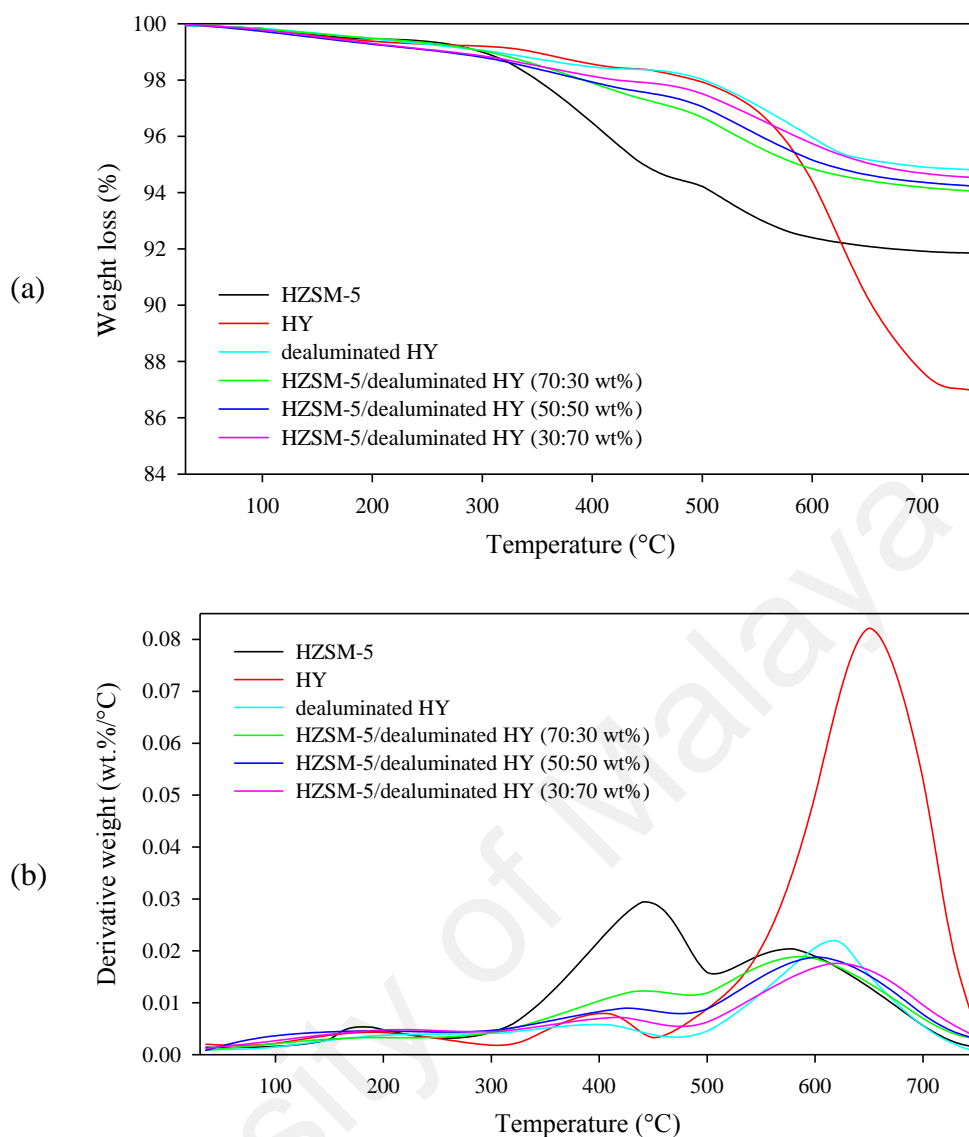 (a)
Weight loss (%)
100
98
96
94
92
90
88
86
84
HZSM-5
HY
dealuminated HY
HZSM-5/dealuminated HY (70:30 wt%)
HZSM-5/dealuminated HY (50:50 wt%)
HZSM-5/dealuminated HY (30:70 wt%)
100 200 300 400 500 600 700
Temperature (°C)
(b)
Derivative weight (wt.%/°C)
0.08
0.07
0.06
0.05
0.04
0.03
0.02
0.01
0.00
HZSM-5
HY
dealuminated HY
HZSM-5/dealuminated HY (70:30 wt%)
HZSM-5/dealuminated HY (50:50 wt%)
HZSM-5/dealuminated HY (30:70 wt%)
100 200 300 400 500 600 700
Temperature (°C)
sity of Malaya